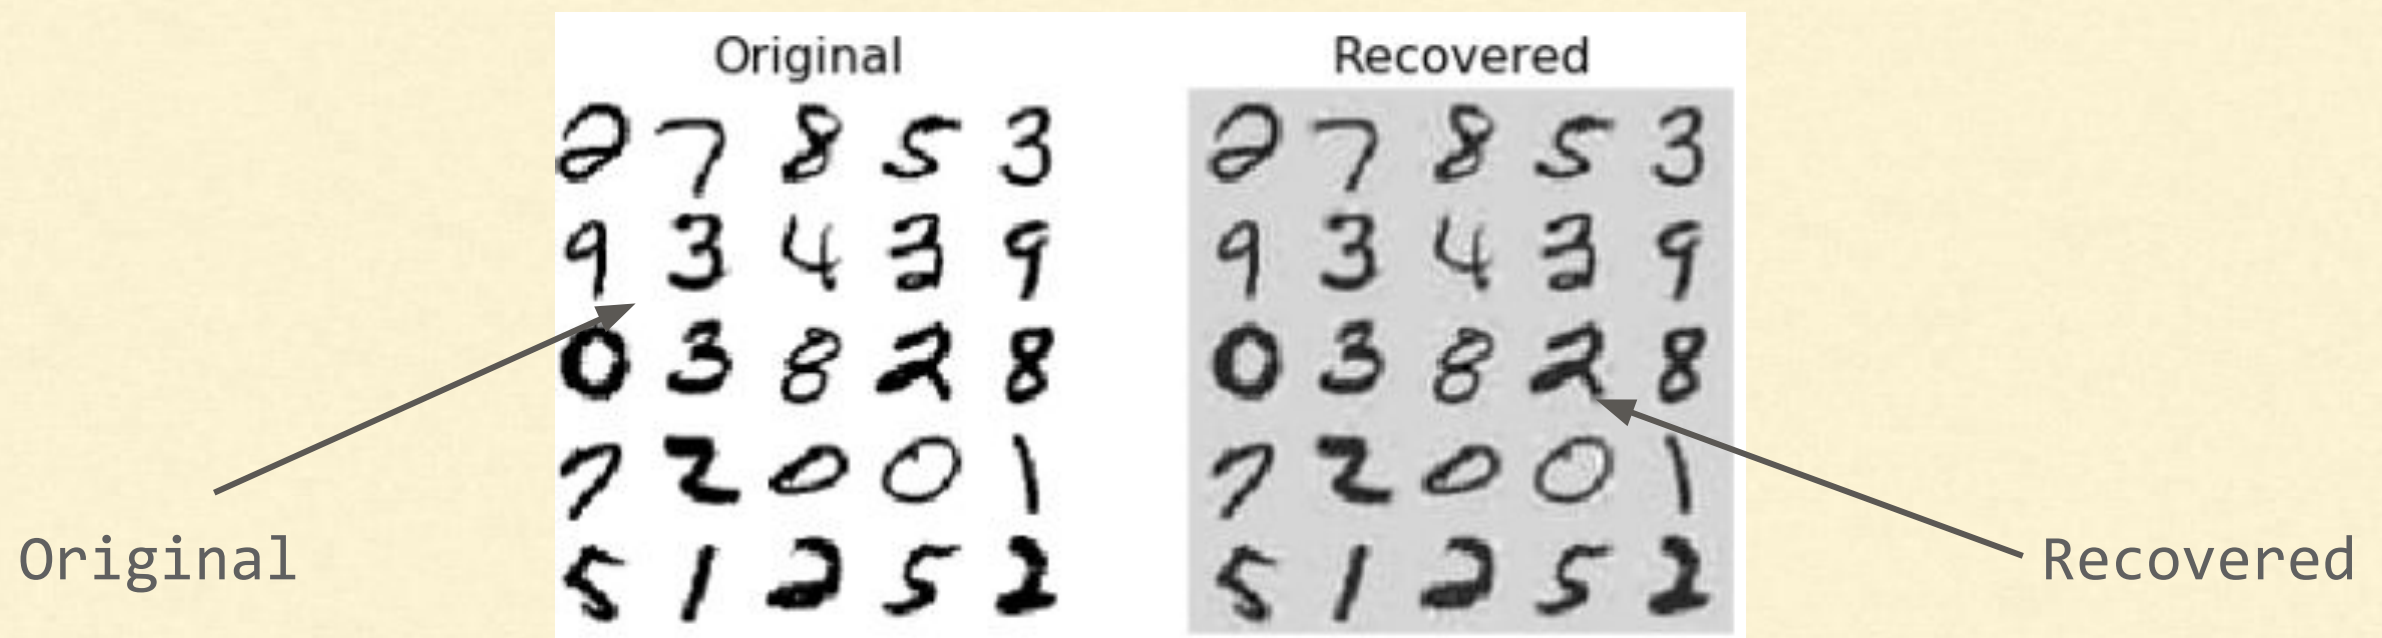 Original Recovered
2 7 8 5 3 2 7 8 5 3
9 3 4 3 9 9 3 4 3 9
0 3 8 2 8 0 3 8 2 8
7 2 0 0 1 7 2 0 0 1
5 1 2 5 2 5 1 2 5 2
Original
Recovered